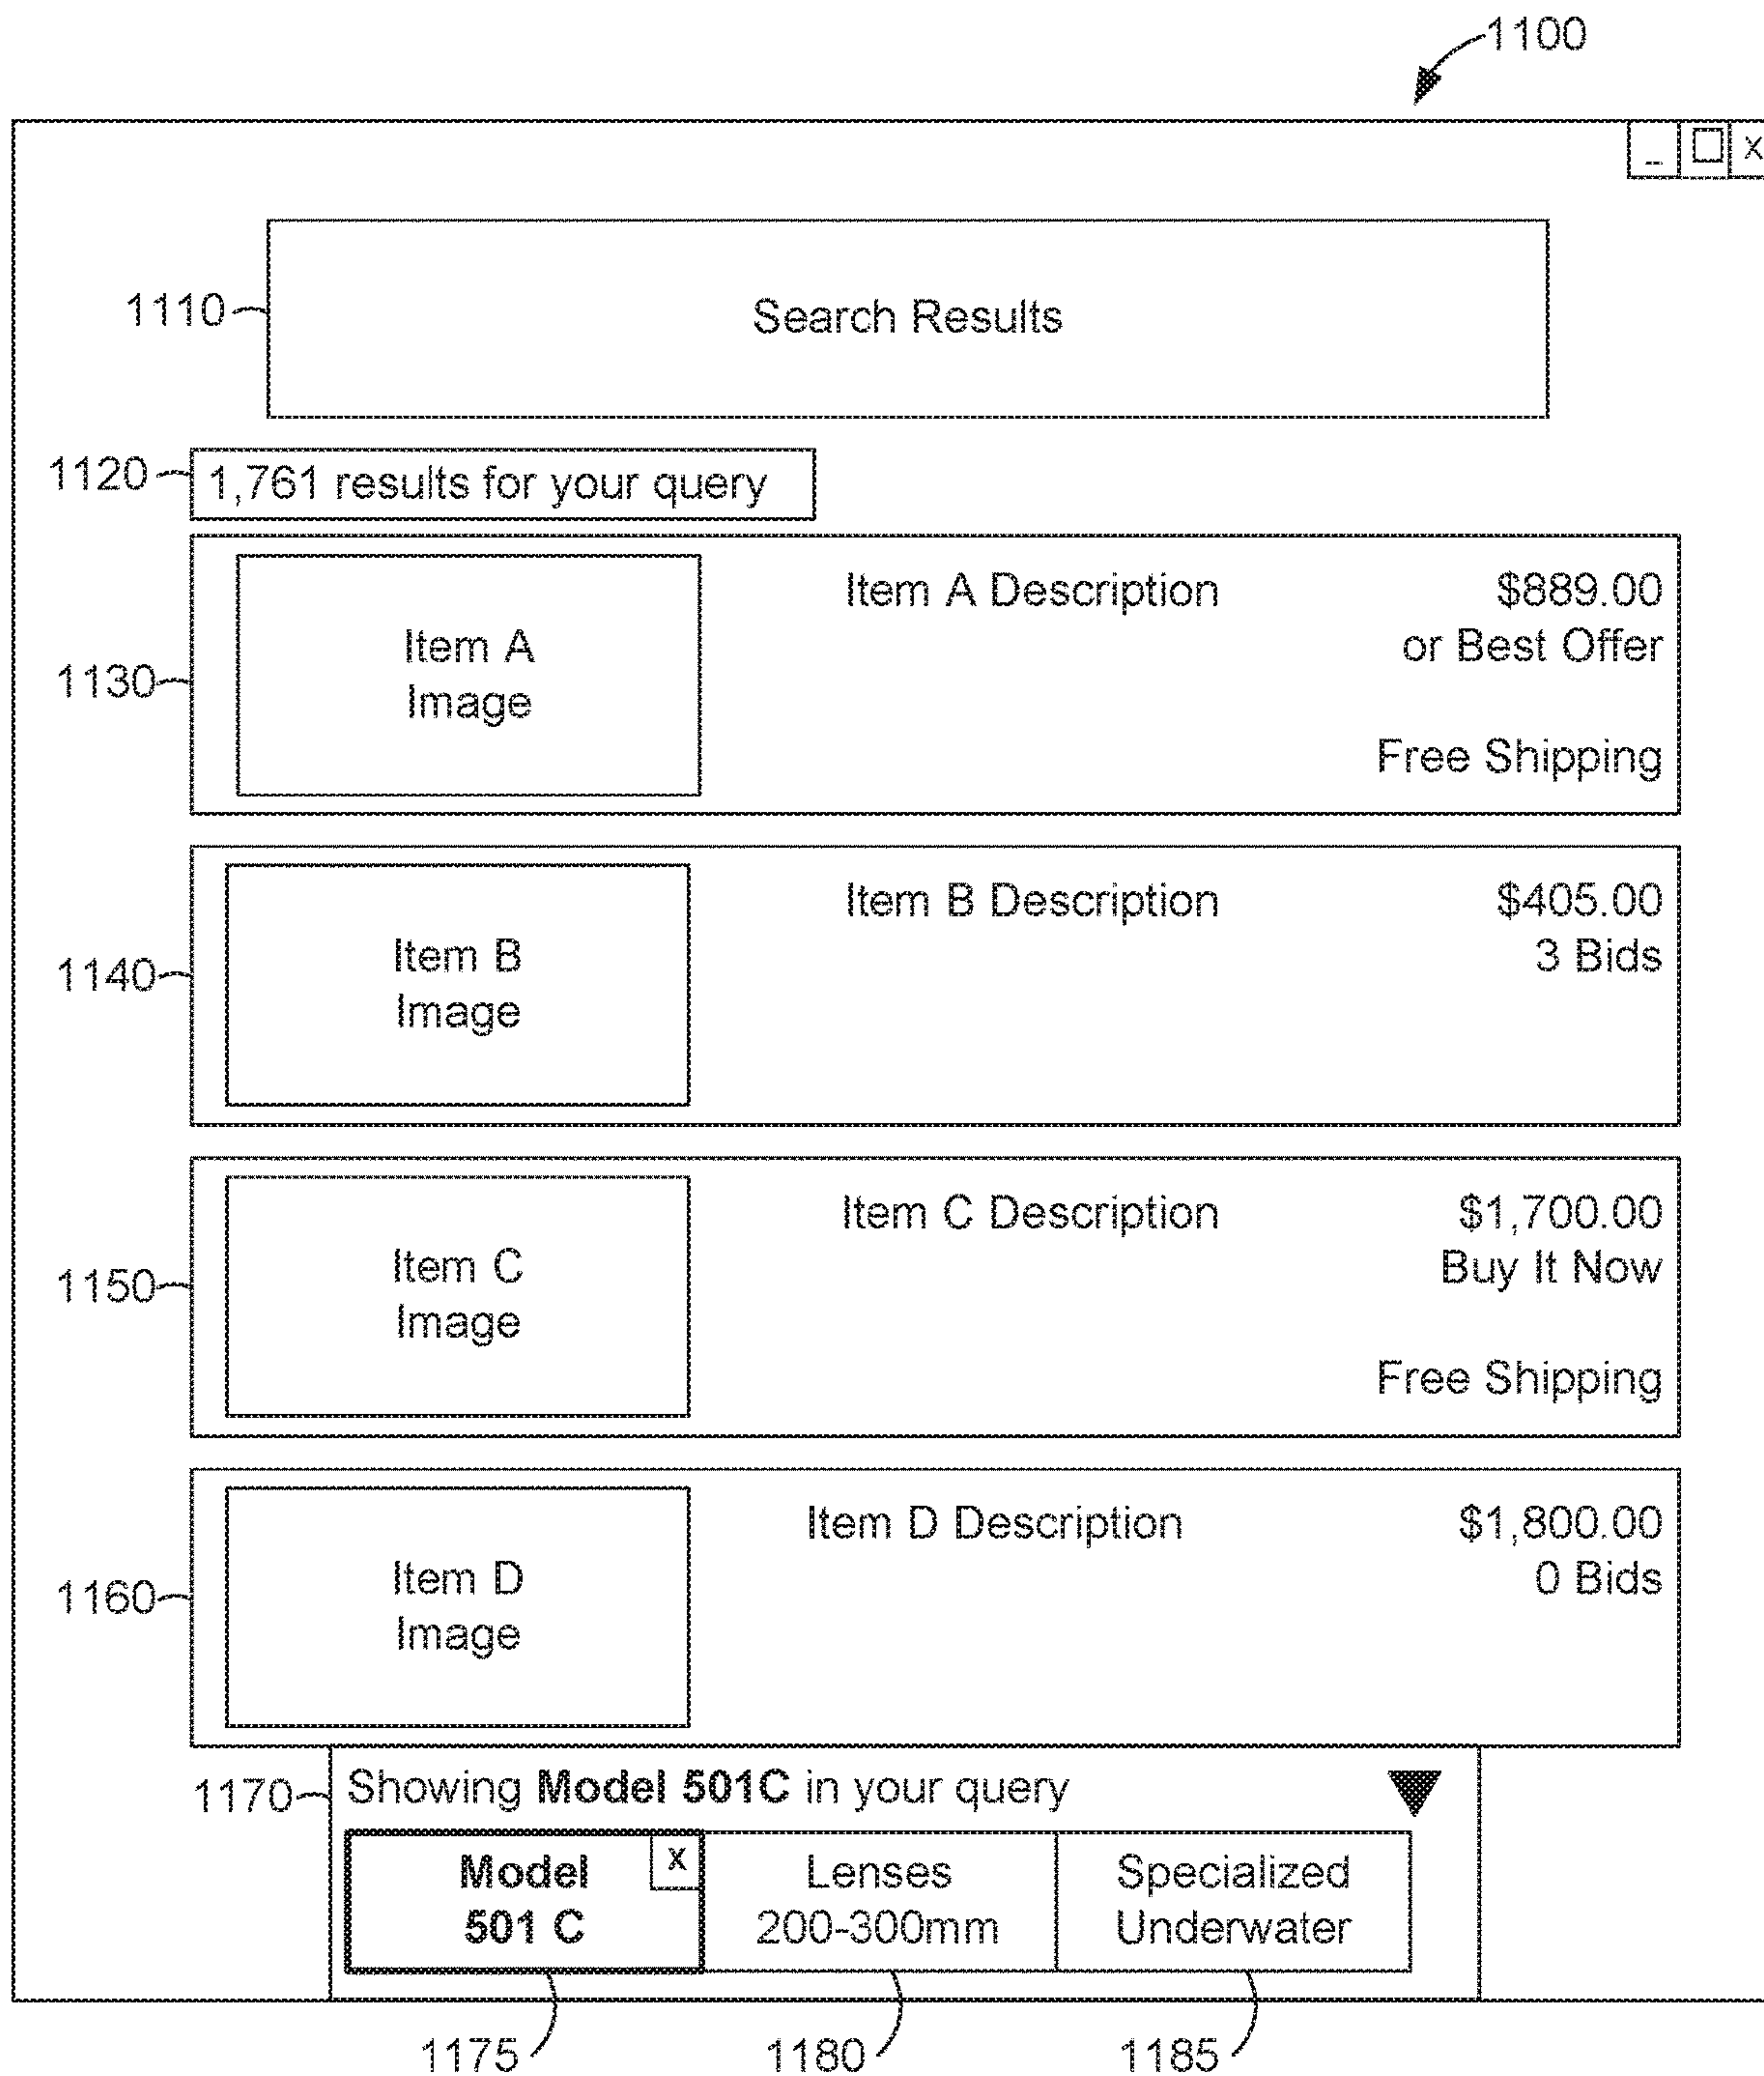 1100
_ X
1110
Search Results
1120
1,761 results for your query
1130
Item A
Image
Item A Description
$889.00
or Best Offer
Free Shipping
1140
Item B
Image
Item B Description
$405.00
3 Bids
1150
Item C
Image
Item C Description
$1,700.00
Buy It Now
Free Shipping
1160
Item D
Image
Item D Description
$1,800.00
0 Bids
1170
Showing Model 501C in your query
Model
501 C
X
Lenses
200-300mm
Specialized
Underwater
1175
1180
1185